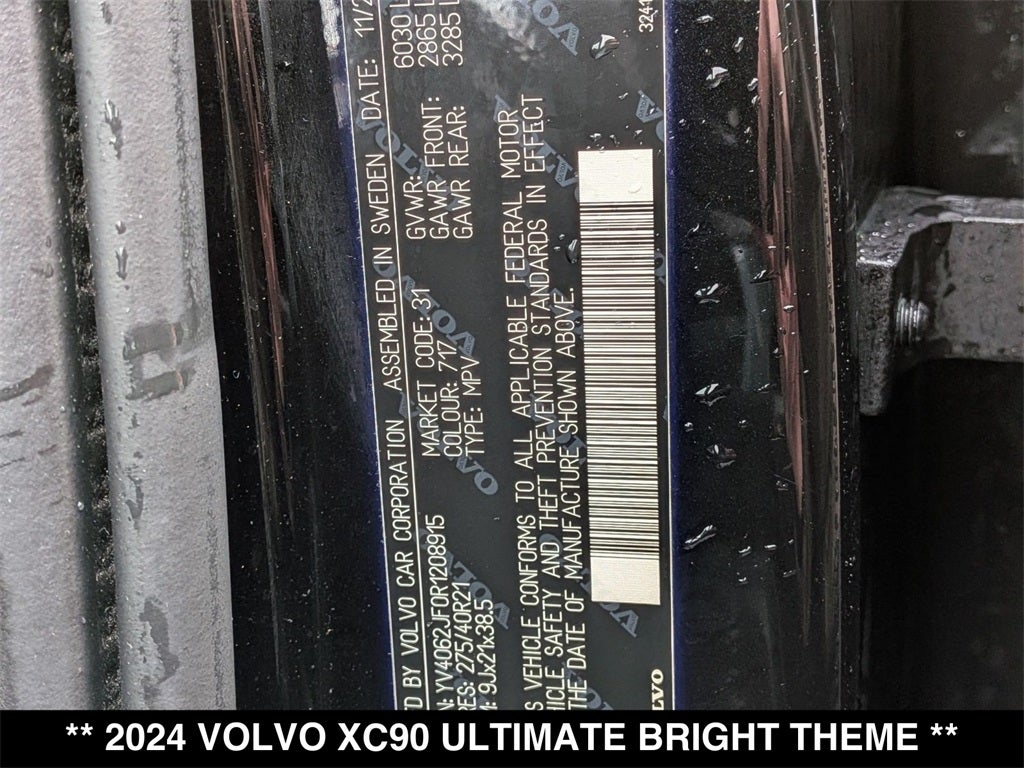 TD BY VOLVO CAR CORPORATION ASSEMBLED IN SWEDEN DATE: 11/2
GVWR: 6030 L
MARKET CODE: 31 GAWR FRONT: 2865 L
N: YV4062JF0R1208915 COLOUR: 717 GAWR REAR: 3285 L
RES: 275/40R21 TYPE: MPV
: 9Jx21x38.5
S VEHICLE CONFORMS TO ALL APPLICABLE FEDERAL MOTOR
HICLE SAFETY AND THEFT PREVENTION STANDARDS IN EFFECT
THE DATE OF MANUFACTURE SHOWN ABOVE.
LVO
3241
** 2024 VOLVO XC90 ULTIMATE BRIGHT THEME **